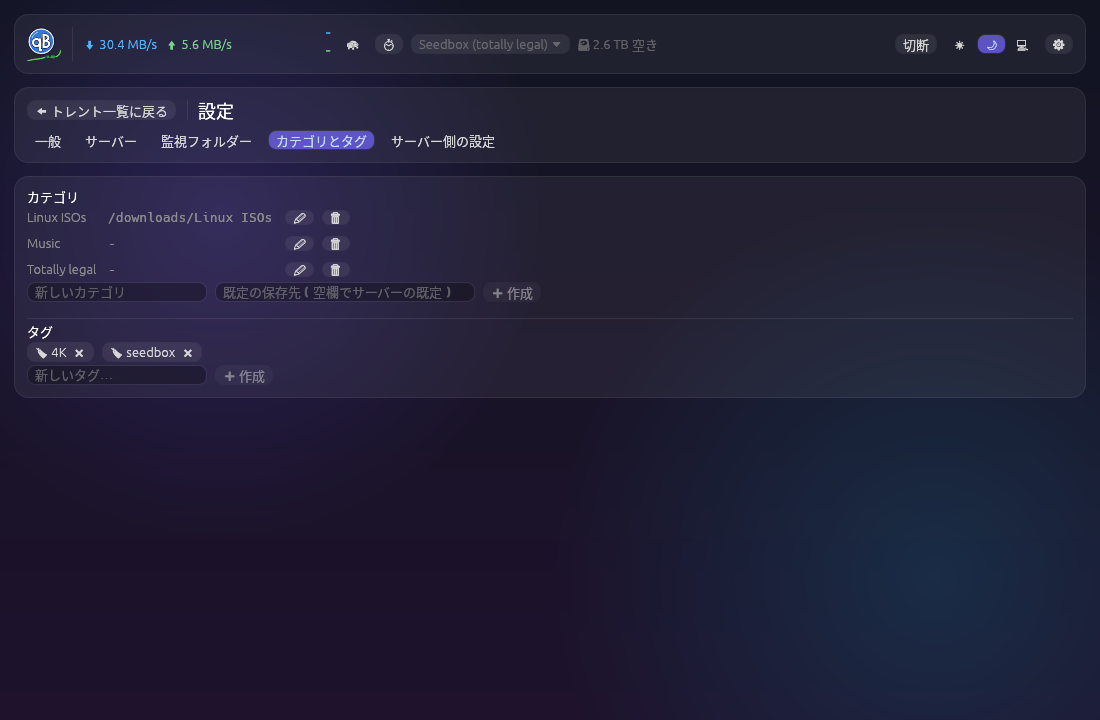 qB
30.4 MB/s 5.6 MB/s - - Seedbox (totally legal) 2.6 TB 空き 切断
トレント一覧に戻る 設定
一般 サーバー 監視フォルダー カテゴリとタグ サーバー側の設定
カテゴリ
Linux ISOs /downloads/Linux ISOs
Music -
Totally legal -
新しいカテゴリ 既定の保存先 ( 空欄でサーバーの既定 ) + 作成
タグ
4K × seedbox ×
新しいタグ... + 作成